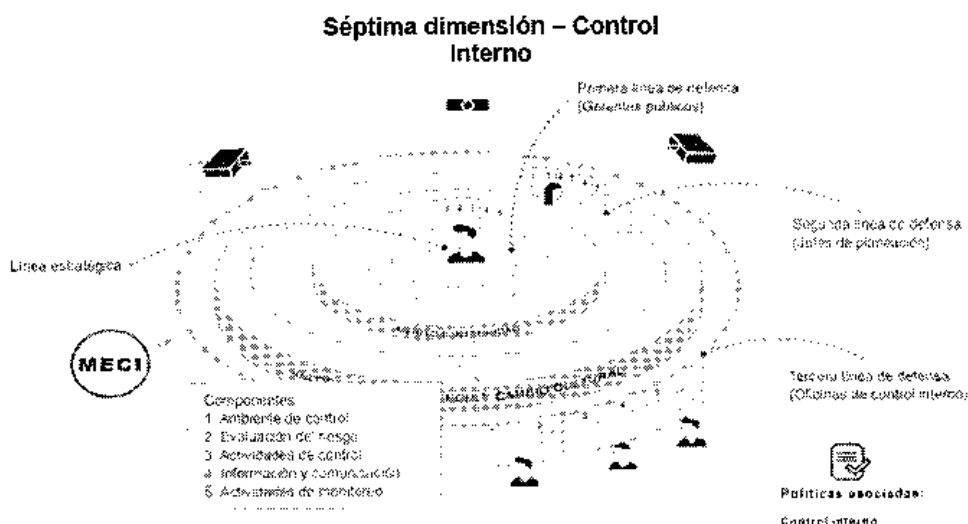 Séptima dimensión – Control
Interno
Primera línea de defensa
(Gerentes públicos)
Segunda línea de defensa
(Jefes de planeación)
Línea estratégica
MECI
CAMBIO CULTURAL
Tercera línea de defensa
(Oficinas de control interno)
Componentes
1 Ambiente de control
2 Evaluación del riesgo
3 Actividades de control
4 Información y comunicación
5 Actividades de monitoreo
Políticas asociadas:
Control interno